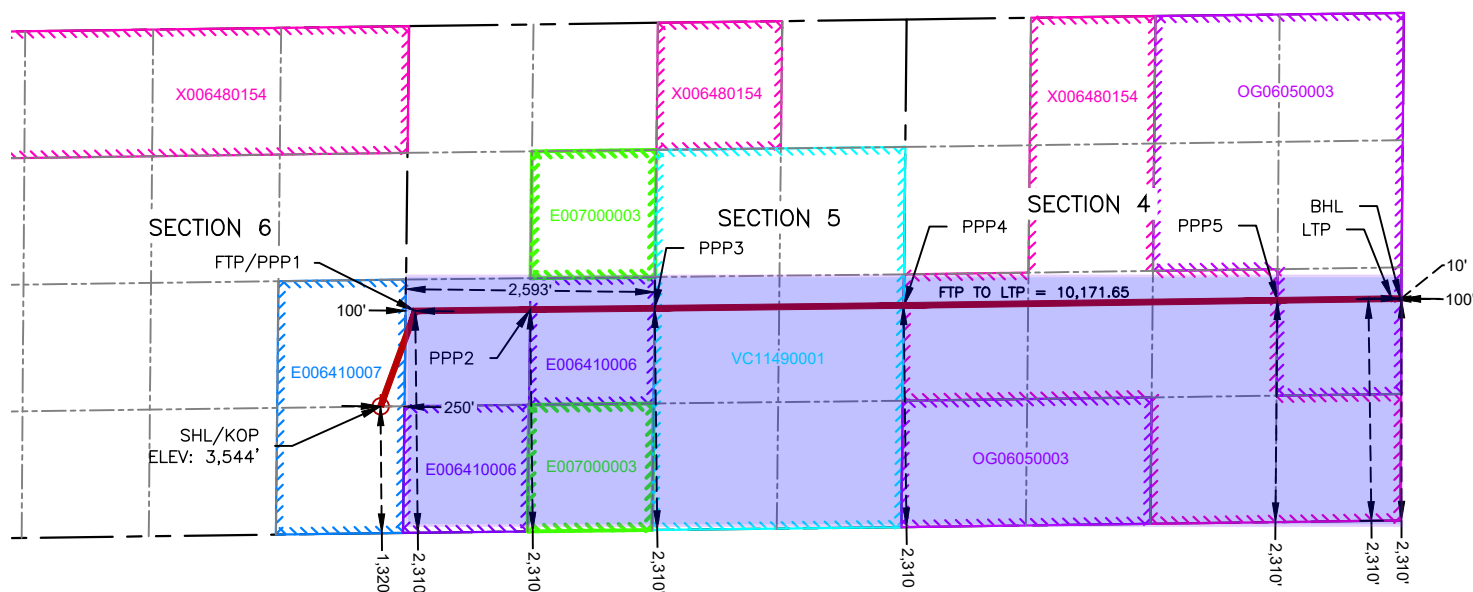 X006480154
X006480154
X006480154
OG06050003
E007000003
SECTION 6
SECTION 5
SECTION 4
FTP/PPP1
PPP3
PPP4
PPP5
BHL
LTP
10'
2,593'
FTP TO LTP = 10,171.65
100'
100'
PPP2
E006410007
E006410006
VC11490001
250'
SHL/KOP
ELEV: 3,544'
E006410006
E007000003
OG06050003
1,320
2,310
2,310'
2,310'
2,310
2,310'
2,310'
2,310'